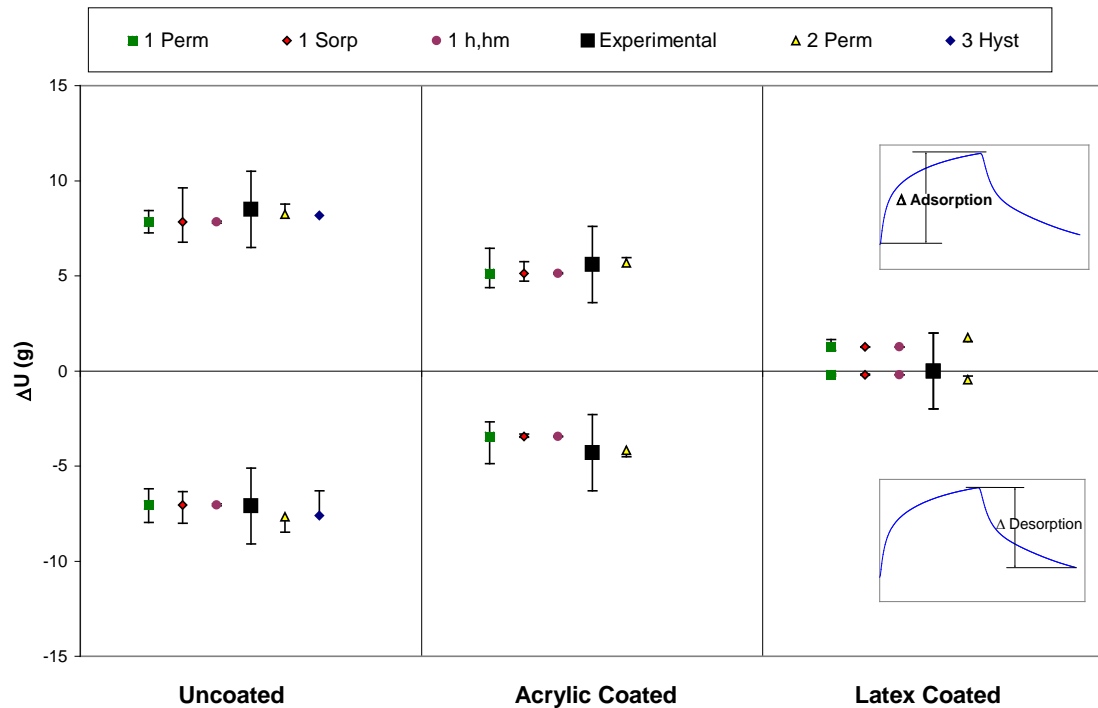 1 Perm 1 Sorp 1 h,hm Experimental 2 Perm 3 Hyst
15
10
5
0
-5
-10
-15
ΔU (g)
Δ Adsorption
Δ Desorption
Uncoated Acrylic Coated Latex Coated